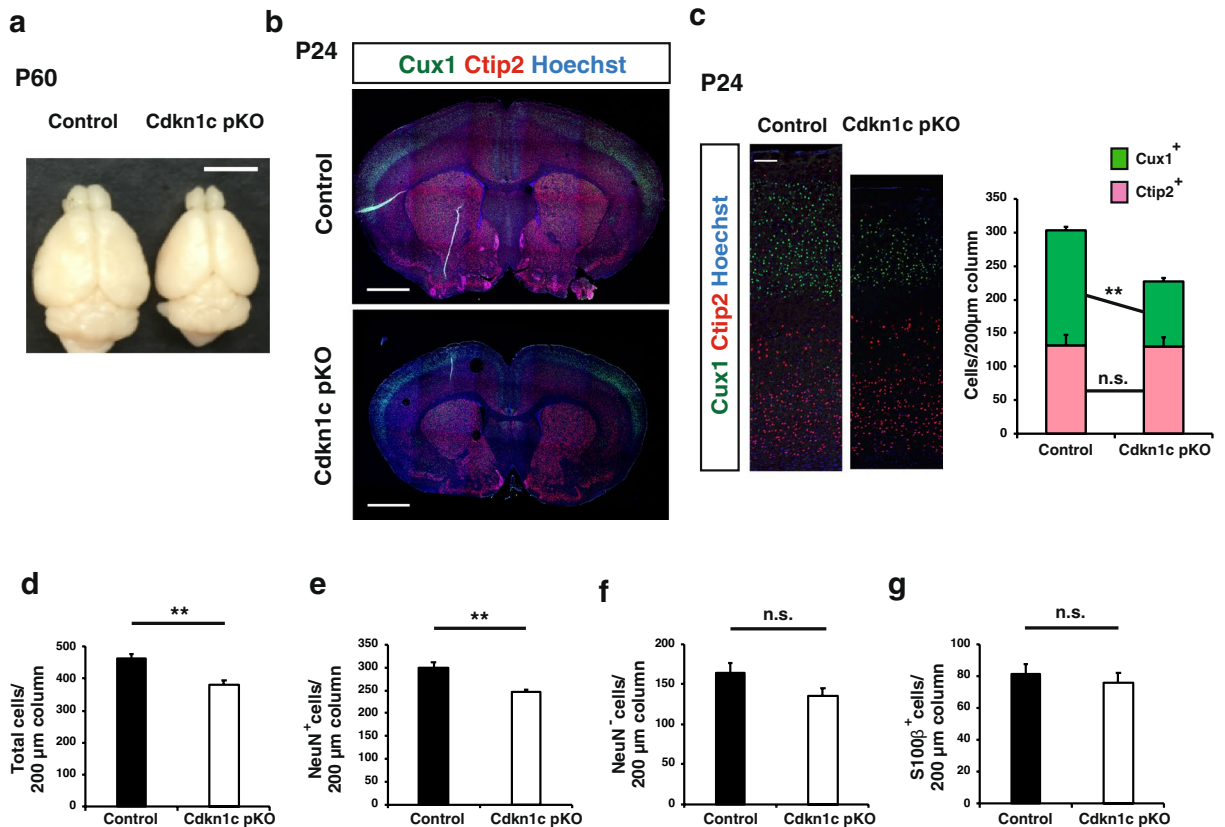 a
P60
Control Cdkn1c pKO
b
P24
Cux1 Ctip2 Hoechst
Control
Cdkn1c pKO
c
P24
Control Cdkn1c pKO
Cux1 Ctip2 Hoechst
Cux1+
Ctip2+
Cells/200µm column
350
300
250
200
150
100
50
0
**
n.s.
Control Cdkn1c pKO
d
Total cells/
200 µm column
500
400
300
400
100
0
**
Control Cdkn1c pKO
e
NeuN+cells/
200 µm column
350
300
250
200
150
100
50
0
**
Control Cdkn1c pKO
f
NeuN-cells/
200 µm column
200
150
100
50
0
n.s.
Control Cdkn1c pKO
g
S100β+cells/
200 µm column
100
80
60
40
20
0
n.s.
Control Cdkn1c pKO